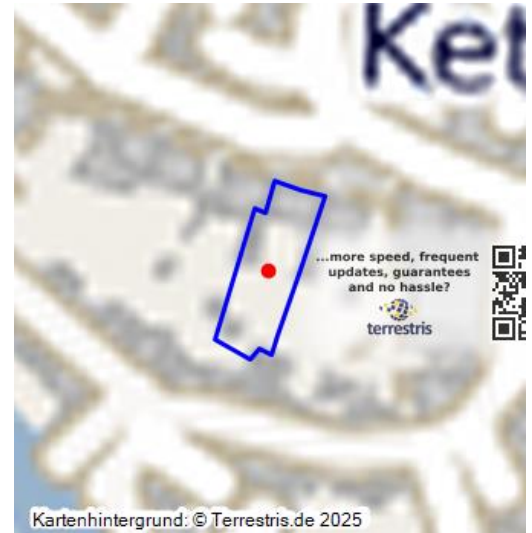 Ket
...more speed, frequent
updates, guarantees
and no hassle?
terrestris
Kartenhintergrund: © Terrestris.de 2025